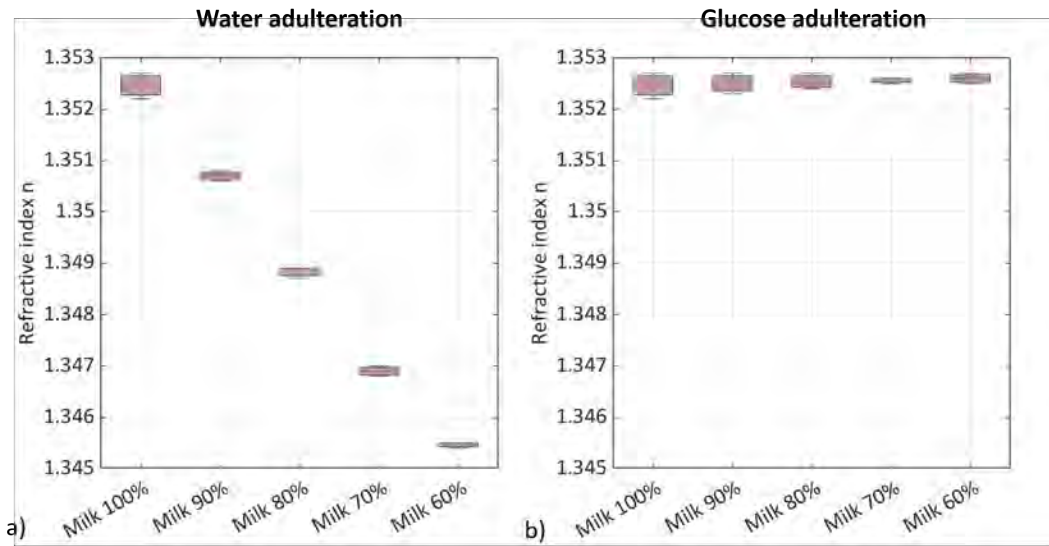 Water adulteration
1.353
1.352
1.351
1.35
1.349
1.348
1.347
1.346
1.345
Refractive index n
Milk 100%
Milk 90%
Milk 80%
Milk 70%
Milk 60%
a)
Glucose adulteration
1.353
1.352
1.351
1.35
1.349
1.348
1.347
1.346
1.345
Refractive index n
Milk 100%
Milk 90%
Milk 80%
Milk 70%
Milk 60%
b)